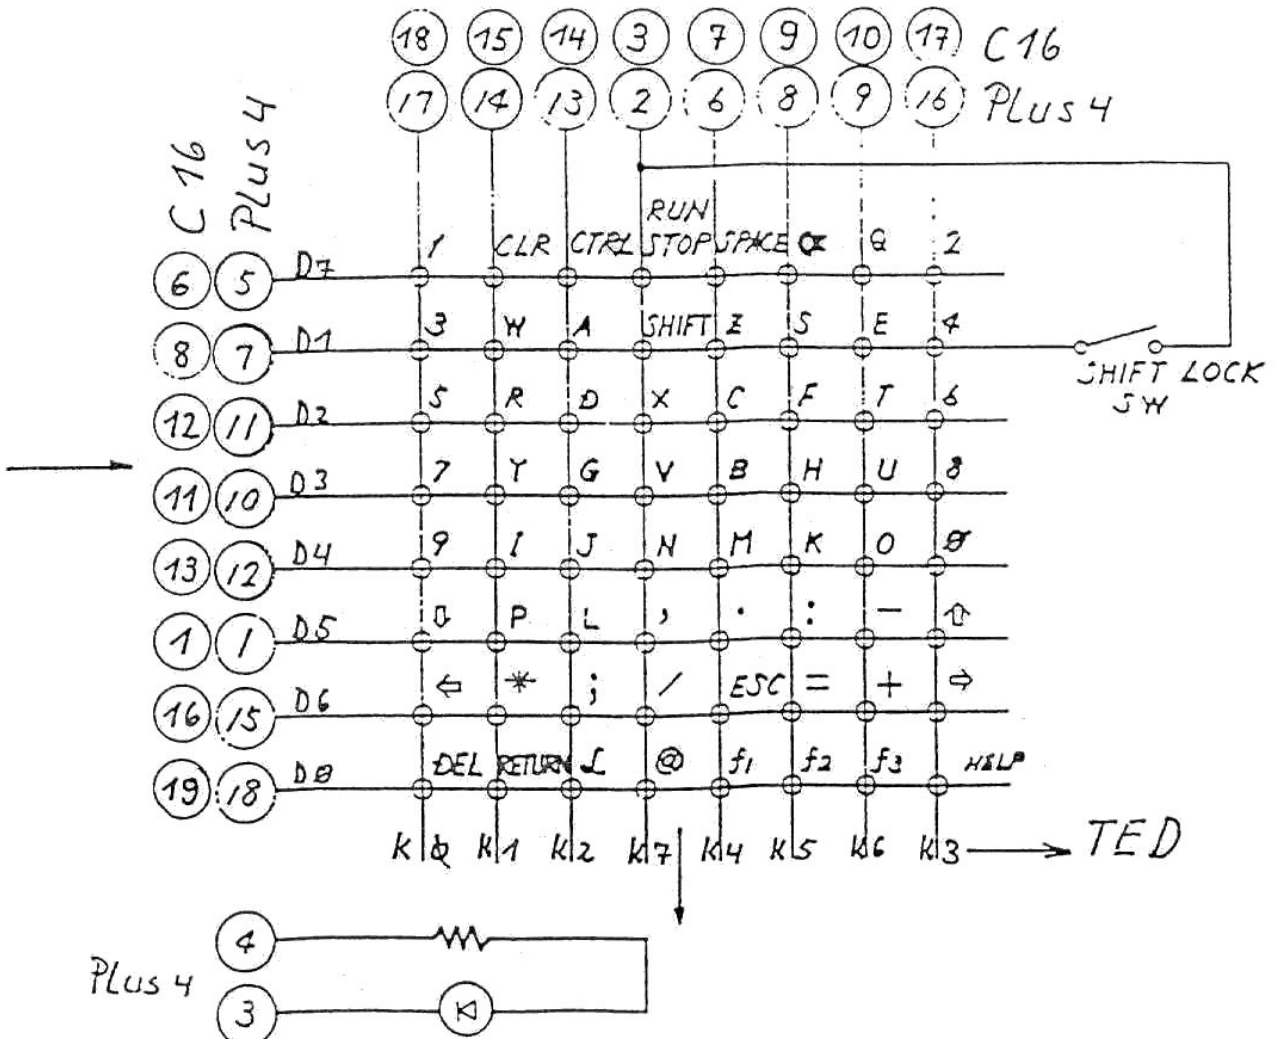 18 15 14 3 7 9 10 17 C16
17 14 13 2 6 8 9 16 PLUS 4
C 16 PLUS 4
RUN
1 CLR CTRL STOP SPACE Q 2
6 5 D7
3 W A SHIFT Z S E 4
8 7 D1
SHIFT LOCK
SW
5 R D X C F T 6
12 11 D2
7 Y G V B H U 8
11 10 D3
9 I J N M K O 0
13 12 D4
⇩ P L , . : - ⇧
1 1 D5
⇦ * ; / ESC = + ⇨
16 15 D6
DEL RETURN £ @ f1 f2 f3 HELP
19 18 D0
K0 K1 K2 K7 K4 K5 K6 K3 TED
4
PLUS 4
3